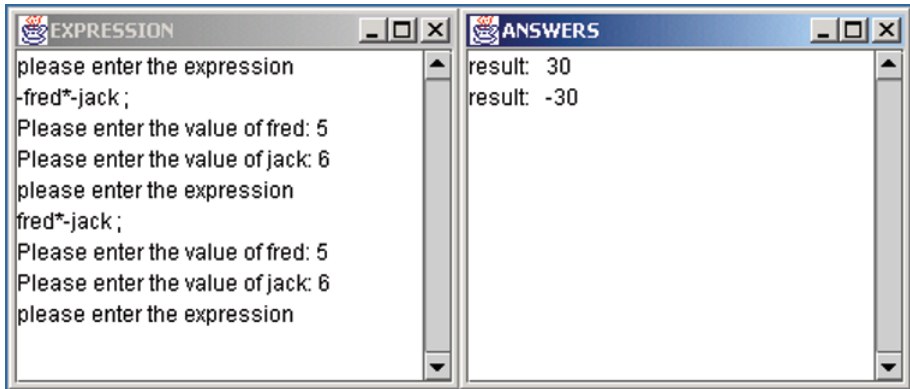 EXPRESSION
please enter the expression
-fred*-jack ;
Please enter the value of fred: 5
Please enter the value of jack: 6
please enter the expression
fred*-jack ;
Please enter the value of fred: 5
Please enter the value of jack: 6
please enter the expression
ANSWERS
result: 30
result: -30